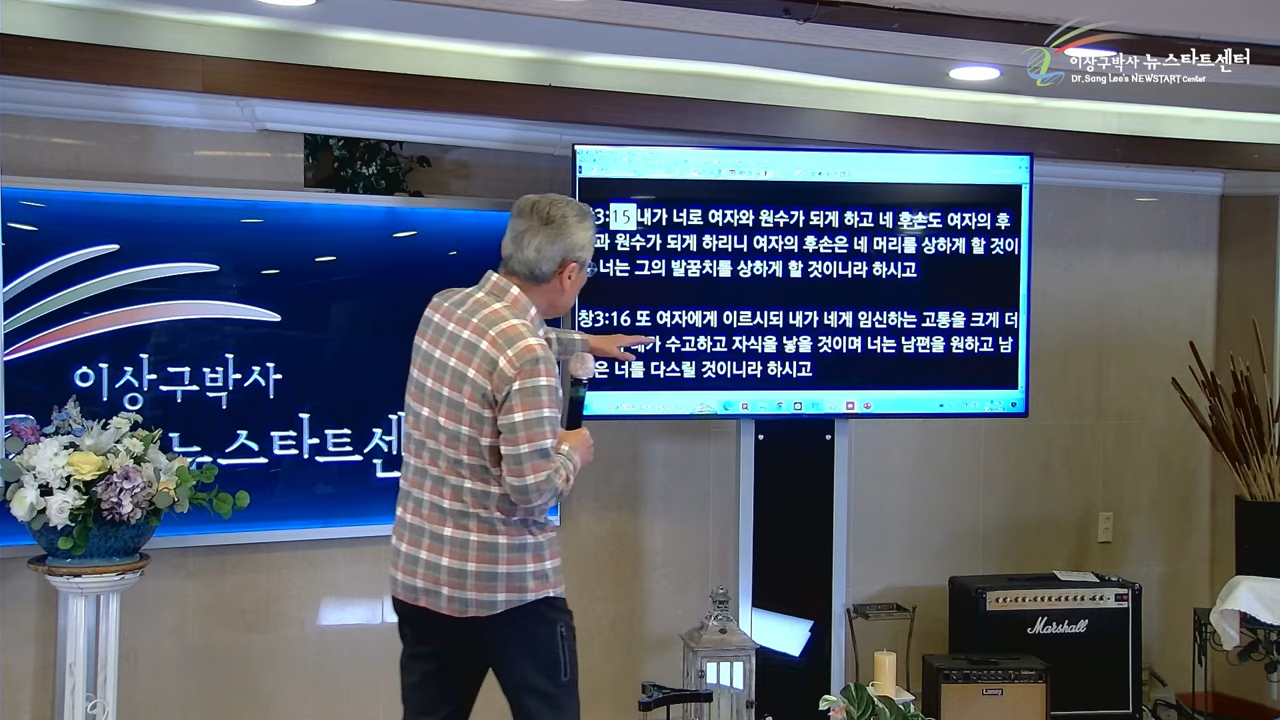 이상구박사 뉴스타트센터
Dr. Sang Lee's NEWSTART Center
3:15 내가 너로 여자와 원수가 되게 하고 네 후손도 여자의 후
과 원수가 되게 하리니 여자의 후손은 네 머리를 상하게 할 것이
너는 그의 발꿈치를 상하게 할 것이니라 하시고
창3:16 또 여자에게 이르시되 내가 네게 임신하는 고통을 크게 더
수고하고 자식을 낳을 것이며 너는 남편을 원하고 남
은 너를 다스릴 것이니라 하시고
이상구박사
뉴스타트센
Marshall
Laney